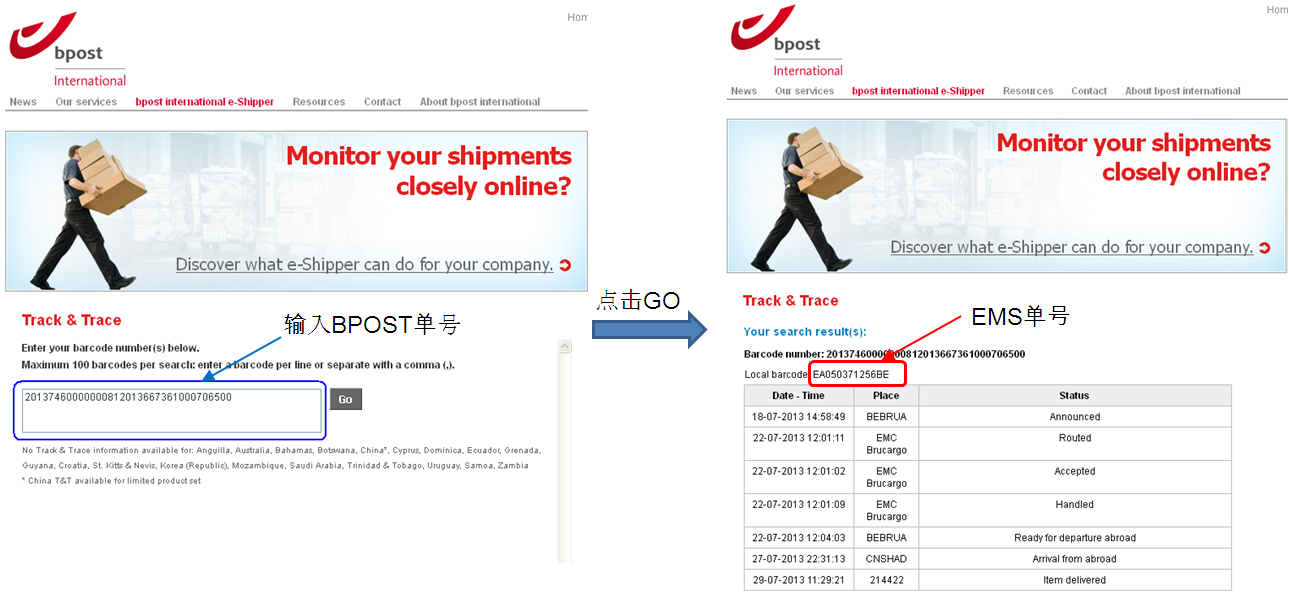 Hom
bpost
International
News Our services bpost international e-Shipper Resources Contact About bpost international
Monitor your shipments
closely online?
Discover what e-Shipper can do for your company.
Track & Trace
输入BPOST单号
Enter your barcode number(s) below.
Maximum 100 barcodes per search: enter a barcode per line or separate with a comma (,).
20137460000000812013667361000706500
Go
No Track & Trace information available for: Anguilla, Australia, Bahamas, Botswana, China*, Cyprus, Dominica, Ecuador, Grenada,
Guyana, Croatia, St. Kitts & Nevis, Korea (Republic), Mozambique, Saudi Arabia, Trinidad & Tobago, Uruguay, Samoa, Zambia
* China T&T available for limited product set
点击GO
Hom
bpost
International
News Our services bpost international e-Shipper Resources Contact About bpost international
Monitor your shipments
closely online?
Discover what e-Shipper can do for your company.
Track & Trace
EMS单号
Your search result(s):
Barcode number: 20137460000000812013667361000706500
Local barcode EA050371256BE
Date - Time Place Status
18-07-2013 14:58:49 BEBRUA Announced
22-07-2013 12:01:11 EMC Brucargo Routed
22-07-2013 12:01:02 EMC Brucargo Accepted
22-07-2013 12:01:09 EMC Brucargo Handled
22-07-2013 12:04:03 BEBRUA Ready for departure abroad
27-07-2013 22:31:13 CNSHAD Arrival from abroad
29-07-2013 11:29:21 214422 Item delivered